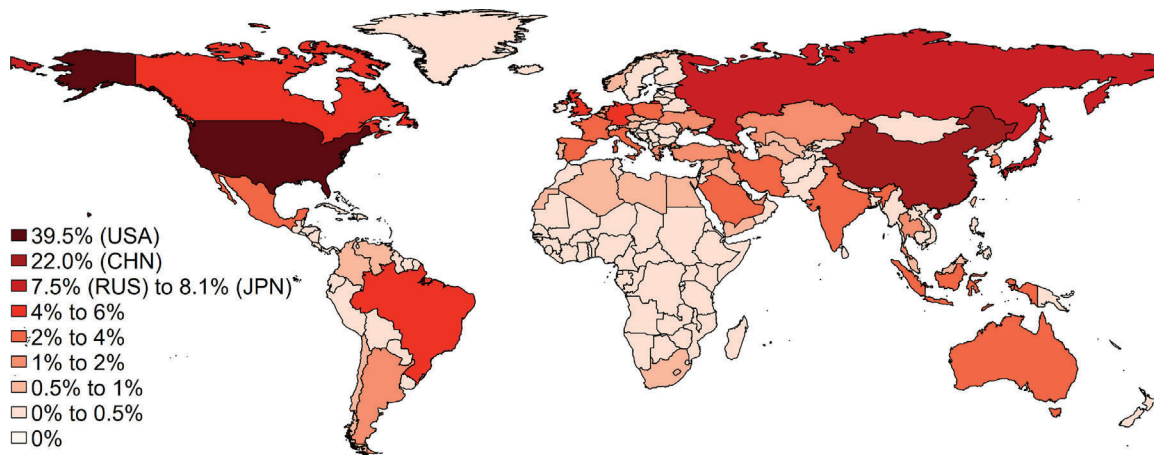 39.5% (USA)
22.0% (CHN)
7.5% (RUS) to 8.1% (JPN)
4% to 6%
2% to 4%
1% to 2%
0.5% to 1%
0% to 0.5%
0%